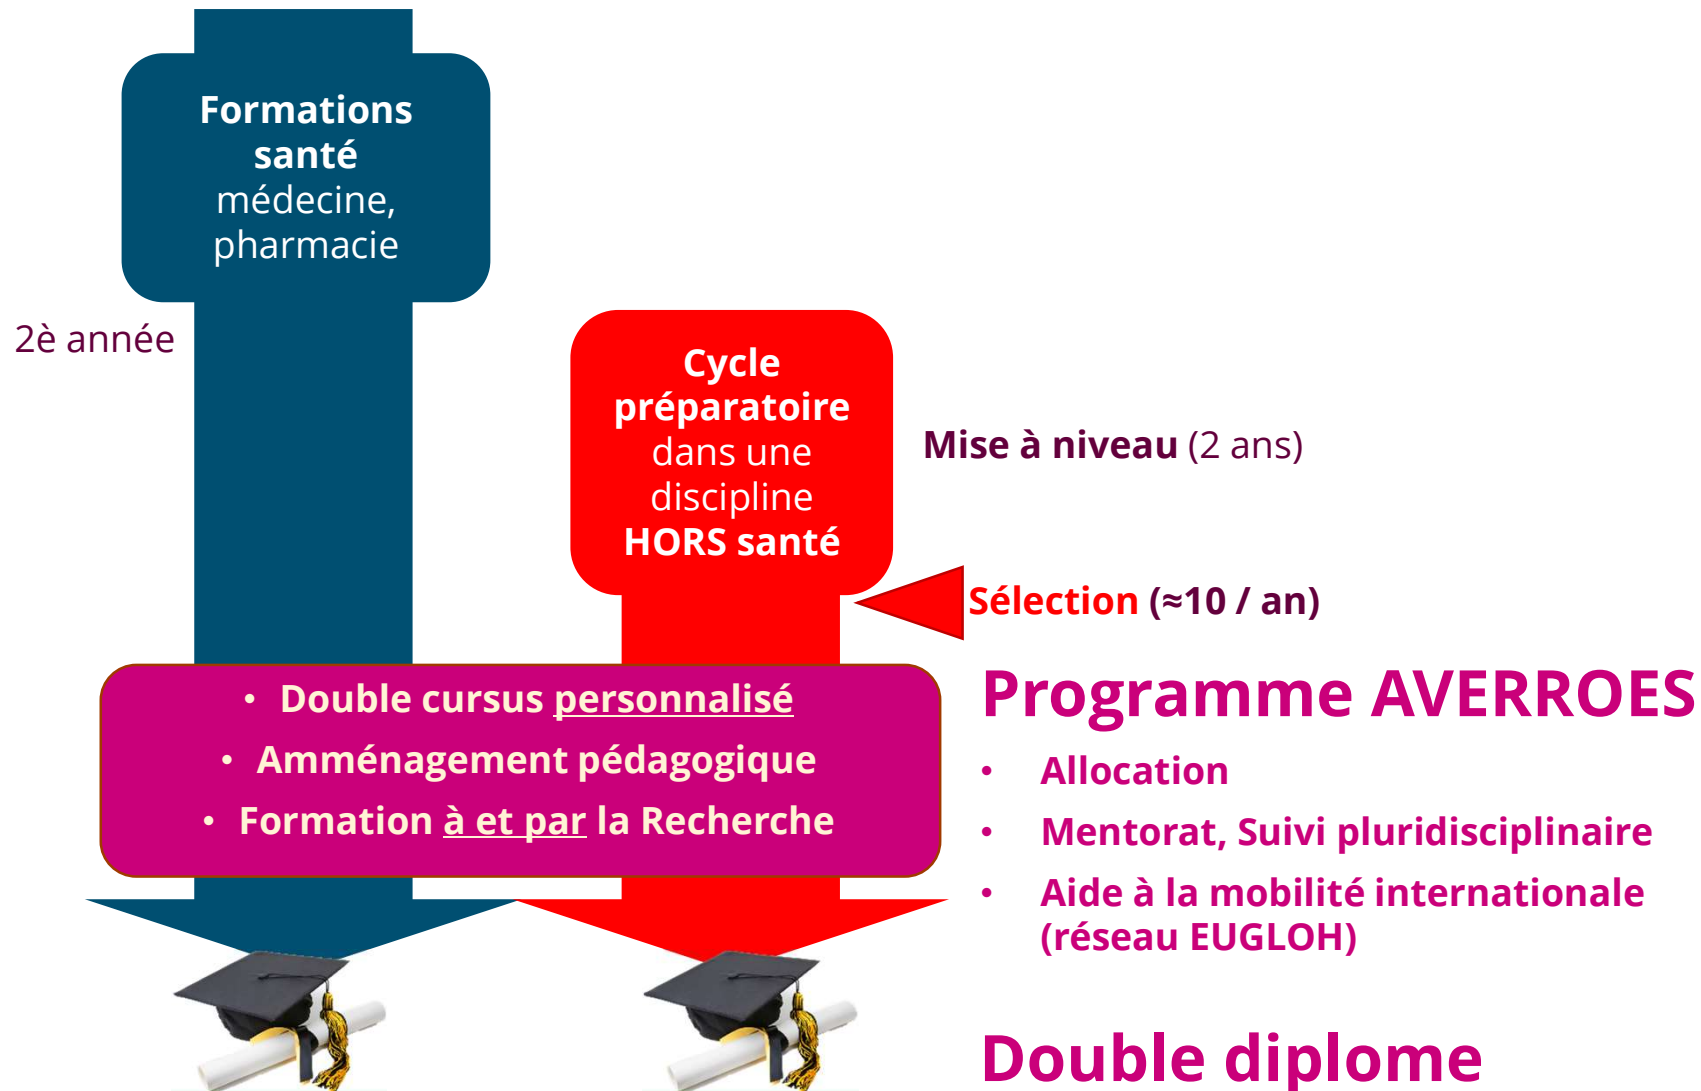 Formations
santé
médecine,
pharmacie
2è année
Cycle
préparatoire
dans une
discipline
HORS santé
Mise à niveau (2 ans)
Sélection (≈10 / an)
• Double cursus personnalisé
• Amménagement pédagogique
• Formation à et par la Recherche
Programme AVERROES
• Allocation
• Mentorat, Suivi pluridisciplinaire
• Aide à la mobilité internationale
(réseau EUGLOH)
Double diplome